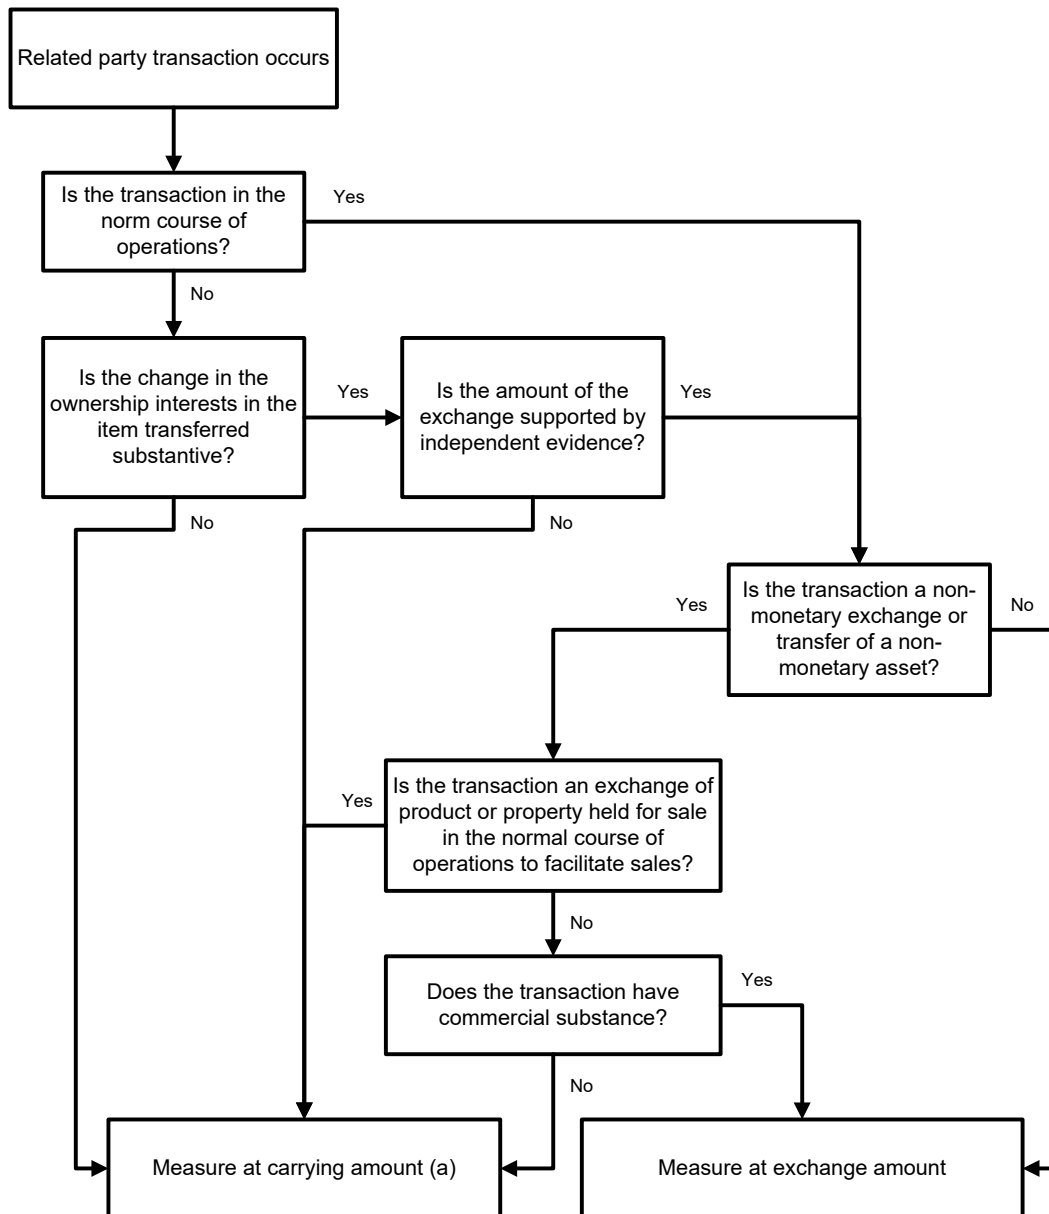 Related party transaction occurs
Is the transaction in the
norm course of
operations?
Yes
No
Is the change in the
ownership interests in the
item transferred
substantive?
Yes
Is the amount of the
exchange supported by
independent evidence?
Yes
No
No
Is the transaction a non-
monetary exchange or
transfer of a non-
monetary asset?
Yes
No
Is the transaction an exchange of
product or property held for sale
in the normal course of
operations to facilitate sales?
Yes
No
Does the transaction have
commercial substance?
Yes
No
Measure at carrying amount (a)
Measure at exchange amount